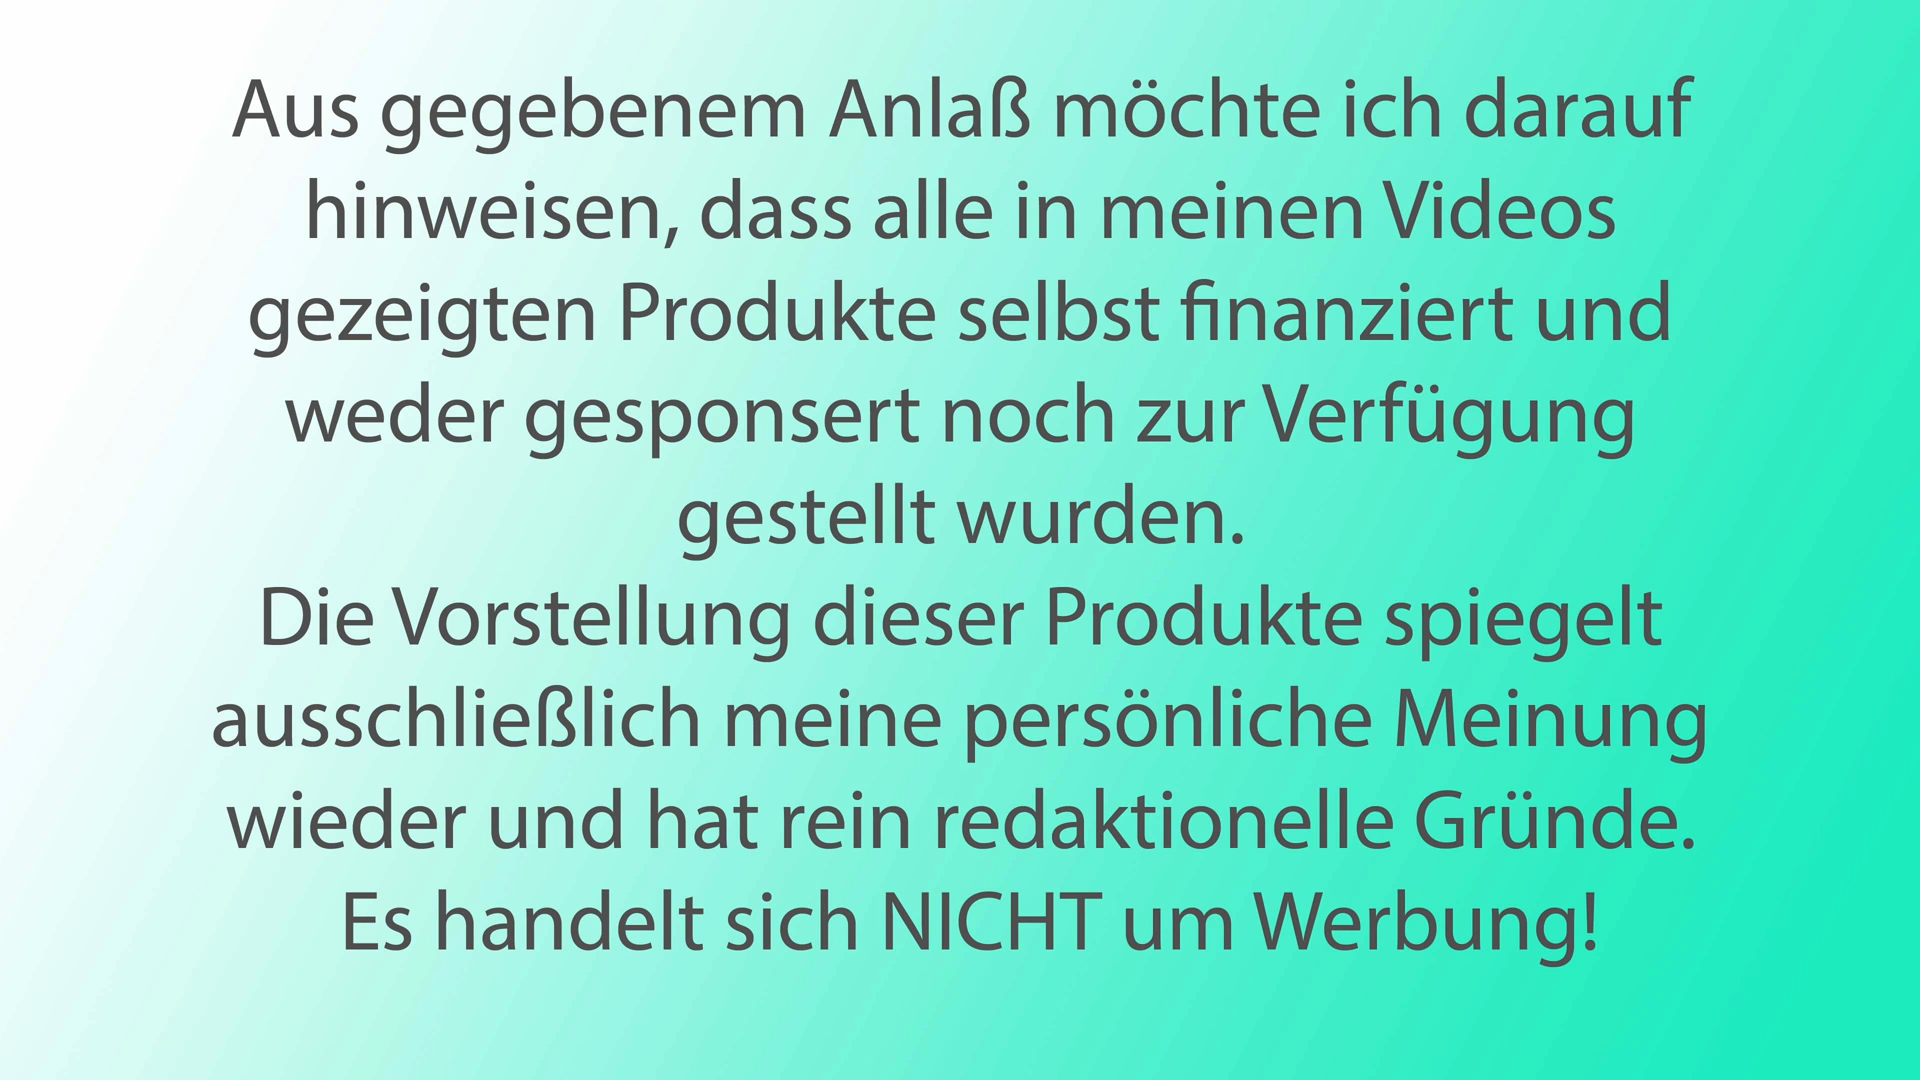 Aus gegebenem Anlaß möchte ich darauf
hinweisen, dass alle in meinen Videos
gezeigten Produkte selbst finanziert und
weder gesponsert noch zur Verfügung
gestellt wurden.
Die Vorstellung dieser Produkte spiegelt
ausschließlich meine persönliche Meinung
wieder und hat rein redaktionelle Gründe.
Es handelt sich NICHT um Werbung!